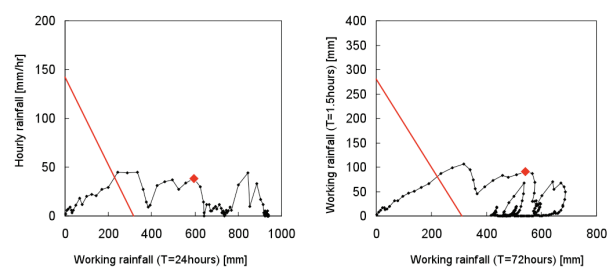 200
150
100
50
0
Hourly rainfall [mm/hr]
0 200 400 600 800 1000
Working rainfall (T=24hours) [mm]
400
350
300
250
200
150
100
50
0
Working rainfall (T=1.5hours) [mm]
0 200 400 600 800
Working rainfall (T=72hours) [mm]